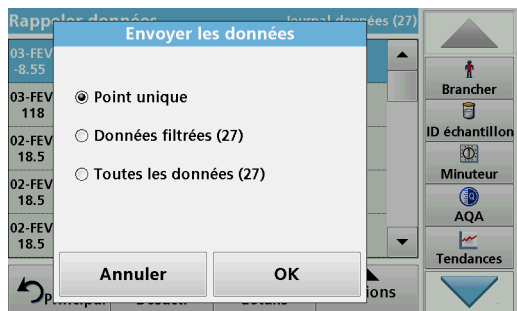 Rappeler données
Journal données (27)
Envoyer les données
03-FEV
-8.55
03-FEV
118
02-FEV
18.5
02-FEV
18.5
02-FEV
18.5
Point unique
Données filtrées (27)
Toutes les données (27)
Annuler
OK
Brancher
ID échantillon
Minuteur
AQA
Tendances